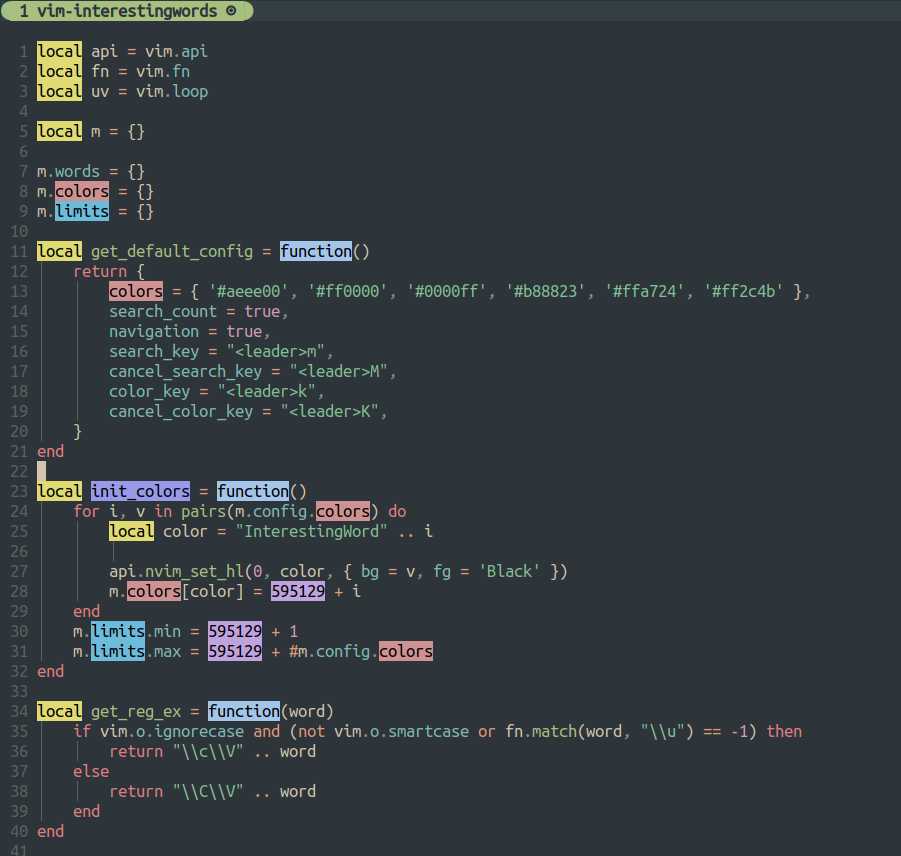 1 vim-interestingwords ⊙
1 local api = vim.api
2 local fn = vim.fn
3 local uv = vim.loop
4
5 local m = {}
6
7 m.words = {}
8 m.colors = {}
9 m.limits = {}
10
11 local get_default_config = function()
12     return {
13         colors = { '#aeee00', '#ff0000', '#0000ff', '#b88823', '#ffa724', '#ff2c4b' },
14         search_count = true,
15         navigation = true,
16         search_key = "<leader>m",
17         cancel_search_key = "<leader>M",
18         color_key = "<leader>k",
19         cancel_color_key = "<leader>K",
20     }
21 end
22
23 local init_colors = function()
24     for i, v in pairs(m.config.colors) do
25         local color = "InterestingWord" .. i
26
27         api.nvim_set_hl(0, color, { bg = v, fg = 'Black' })
28         m.colors[color] = 595129 + i
29     end
30     m.limits.min = 595129 + 1
31     m.limits.max = 595129 + #m.config.colors
32 end
33
34 local get_reg_ex = function(word)
35     if vim.o.ignorecase and (not vim.o.smartcase or fn.match(word, "\\u") == -1) then
36         return "\\c\\V" .. word
37     else
38         return "\\C\\V" .. word
39     end
40 end
41